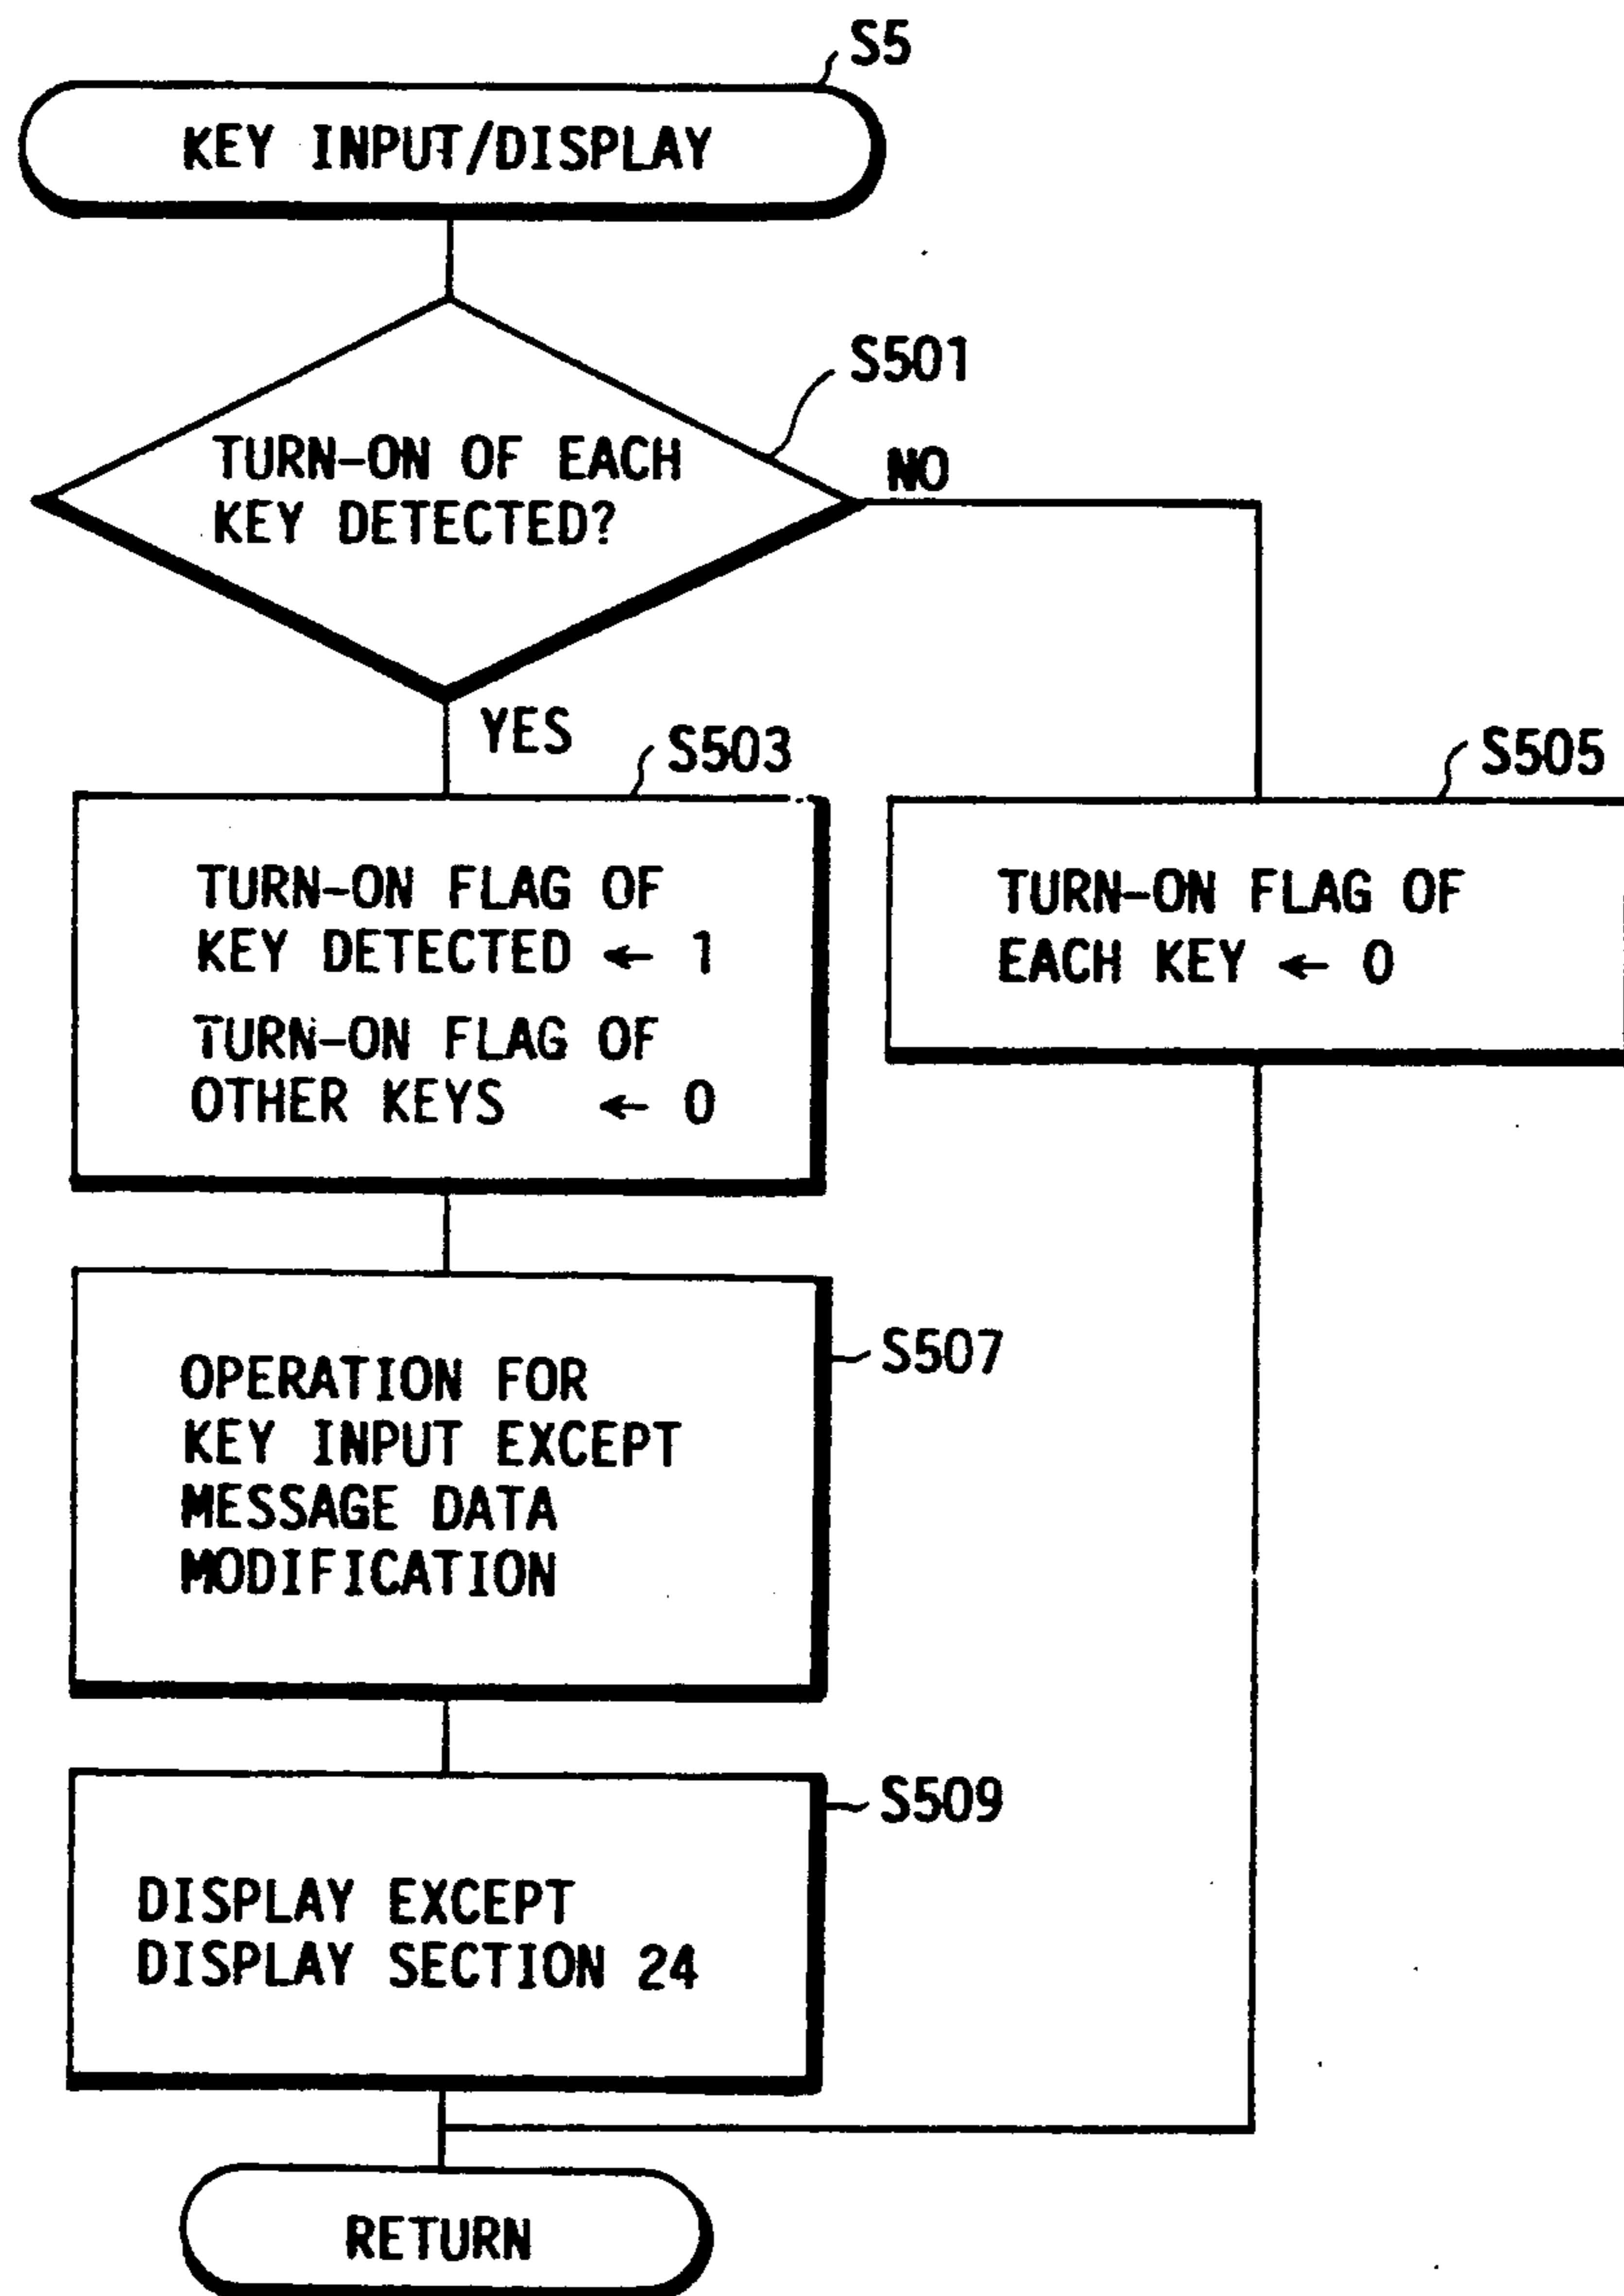 S5
KEY INPUT/DISPLAY
S501
TURN-ON OF EACH
KEY DETECTED?
NO
YES
S503
TURN-ON FLAG OF
KEY DETECTED ← 1
TURN-ON FLAG OF
OTHER KEYS ← 0
S505
TURN-ON FLAG OF
EACH KEY ← 0
OPERATION FOR
KEY INPUT EXCEPT
MESSAGE DATA
MODIFICATION
S507
S509
DISPLAY EXCEPT
DISPLAY SECTION 24
RETURN